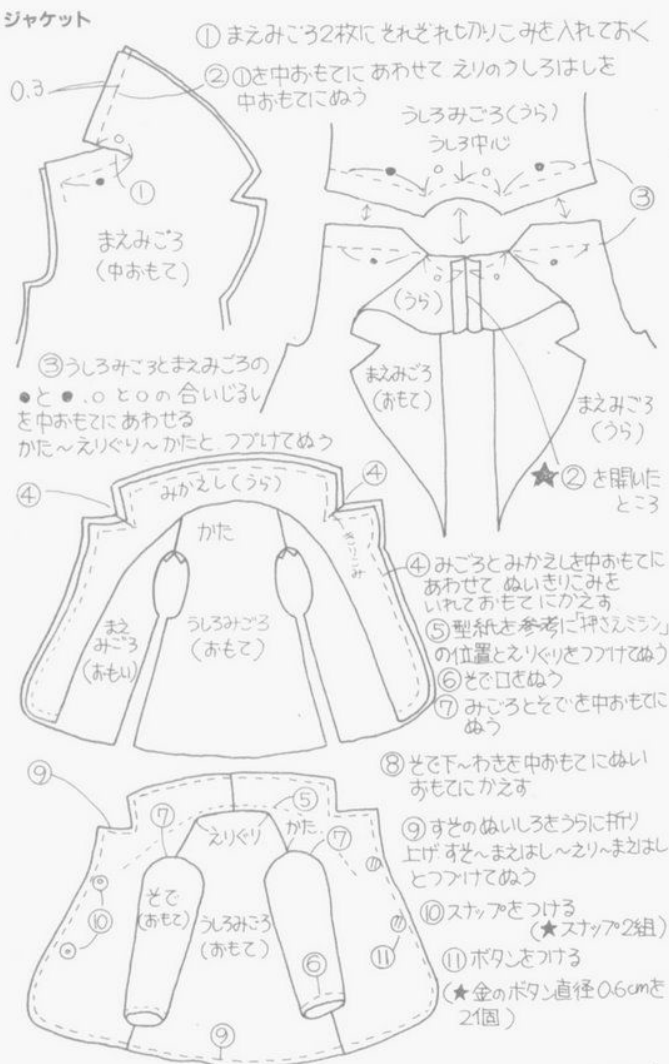 ジャケット
① まえみごろ2枚に それぞれ切りこみを入れておく
② ①を中おもてに あわせて えりのうしろはしを
中おもてにぬう
0.3
①
まえみごろ
(中おもて)
うしろみごろ(うら)
うしろ中心
③
(うら)
まえみごろ
(おもて)
まえみごろ
(うら)
★② を開いた
ところ
③うしろみごろとまえみごろの
●と●、○と○の 合いじるし
を中おもてに あわせる
かた〜えりぐり〜かたと つづけてぬう
④
みかえし(うら)
④
かた
きりこみ
まえ
みごろ
(おもい)
うしろみごろ
(おもて)
④ みごろとみかえしを中おもてに
あわせて ぬいきりこみを
いれておもてにかえす
⑤ 型紙を参考に「押さえミシン」
の位置とえりぐりをつづけてぬう
⑥ そで口をぬう
⑦ みごろとそでを中おもてに
ぬう
⑧ そで下〜わきを中おもてにぬい
おもてにかえす
⑨ すそのぬいしろをうらに折り
上げ すそ〜まえはし〜えり〜まえはし
とつづけてぬう
⑩ スナップをつける
(★スナップ2組)
⑪ ボタンをつける
(★金のボタン直径0.6cmを
2個)
⑨
⑤
⑦
えりぐり
かた
⑦
そで
(おもて)
うしろみごろ
(おもて)
⑩
⑥
⑪
⑨